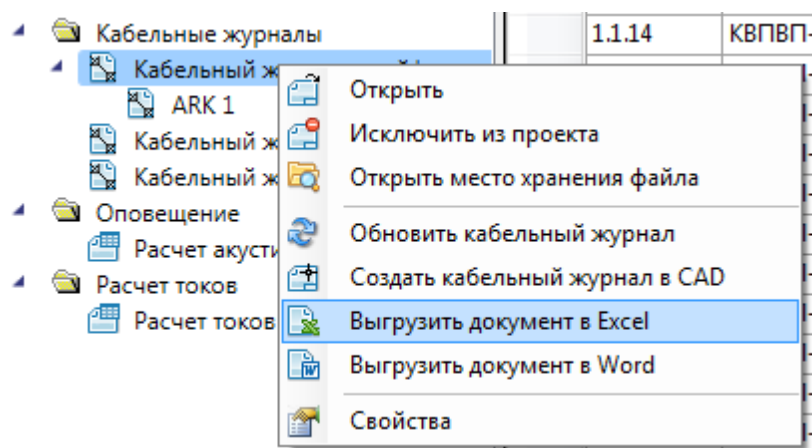 Кабельные журналы
1.1.14 КВПВП-
Кабельный
ARK 1
Кабельный
Кабельный
Оповещение
Расчет
Расчет токов
Расчет токов
Открыть
Исключить из проекта
Открыть место хранения файла
Обновить кабельный журнал
Создать кабельный журнал в CAD
Выгрузить документ в Excel
Выгрузить документ в Word
Свойства